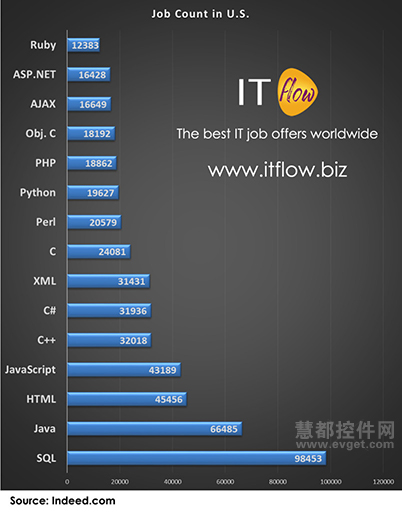 Job Count in U.S.
Ruby 12383
ASP.NET 16428
AJAX 16649
Obj. C 18192
PHP 18862
Python 19627
Perl 20579
C 24081
XML 31431
C# 31936
C++ 32018
JavaScript 43189
HTML 45456
Java 66485
SQL 98453
0 20000 40000 60000 80000 100000 120000
IT flow
The best IT job offers worldwide
www.itflow.biz
慧都控件网
www.evget.com
Source: Indeed.com